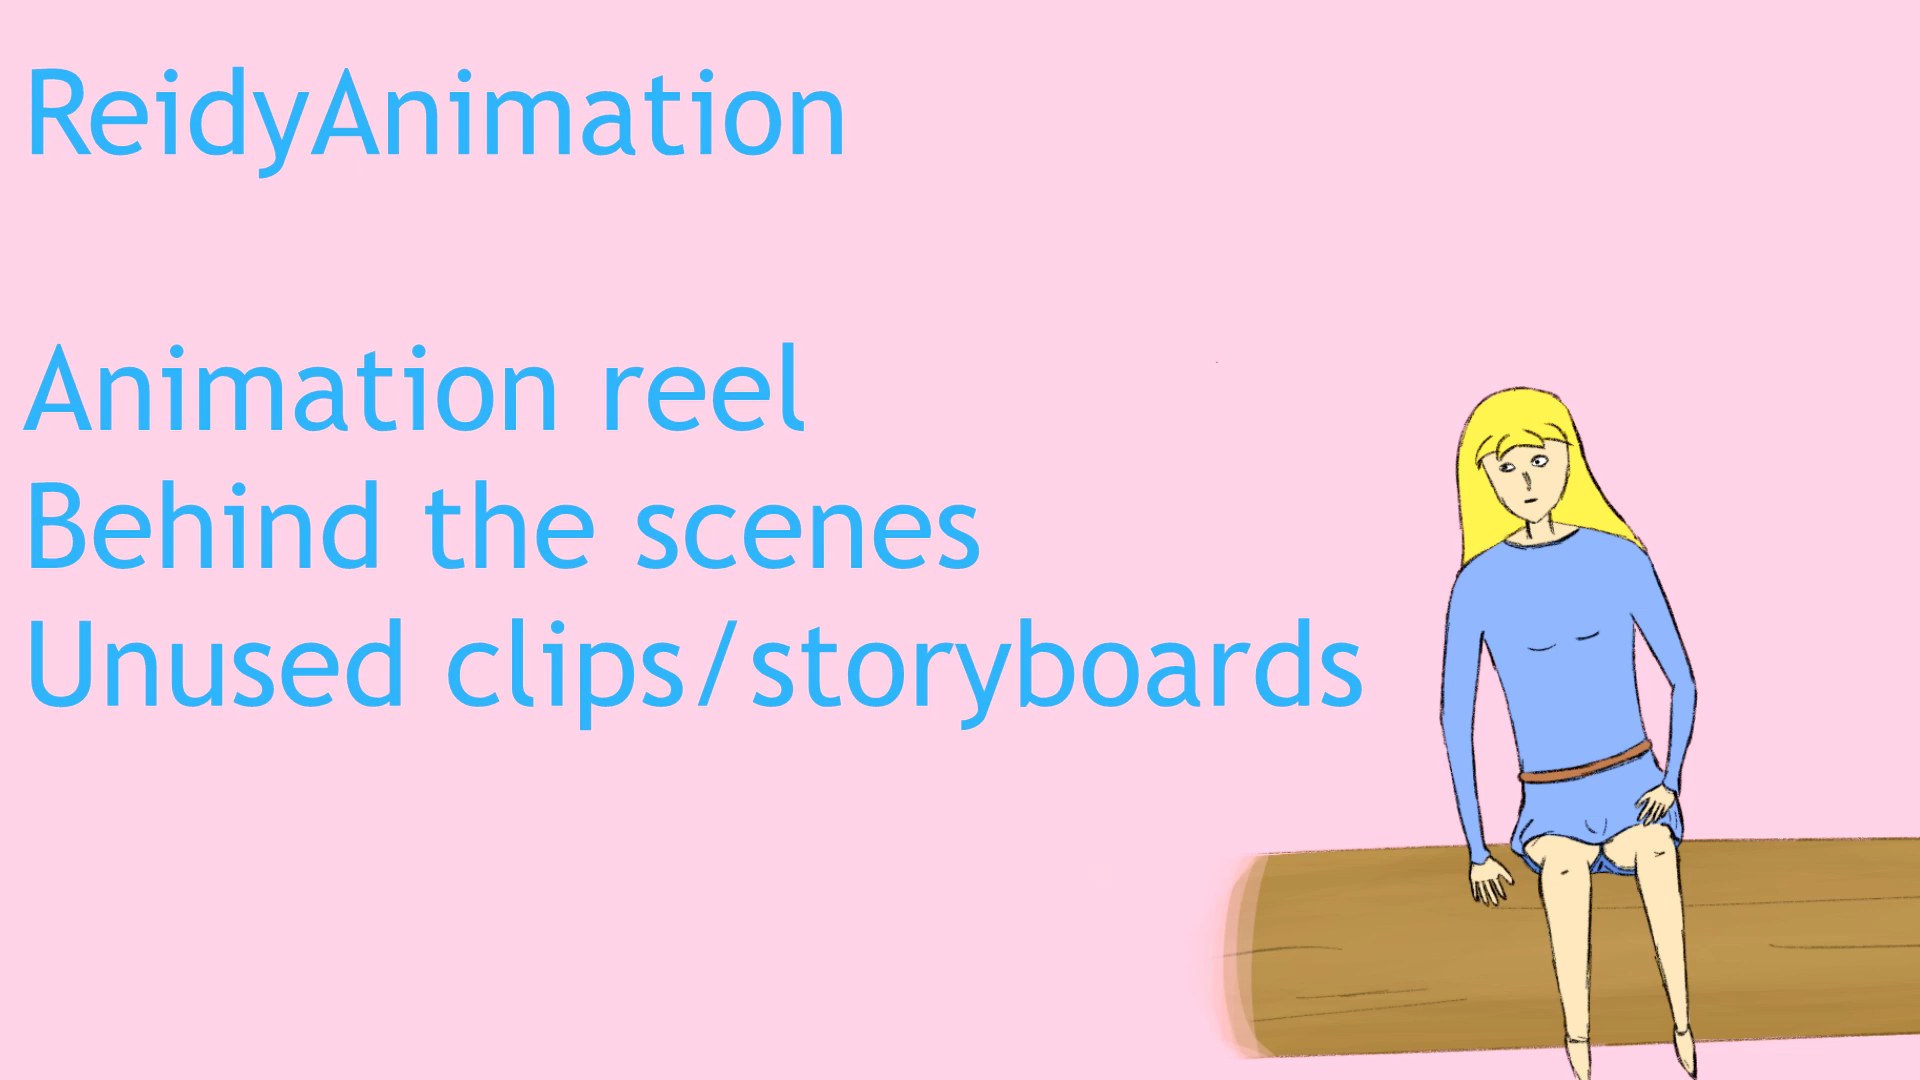 ReidyAnimation
Animation reel
Behind the scenes
Unused clips/storyboards